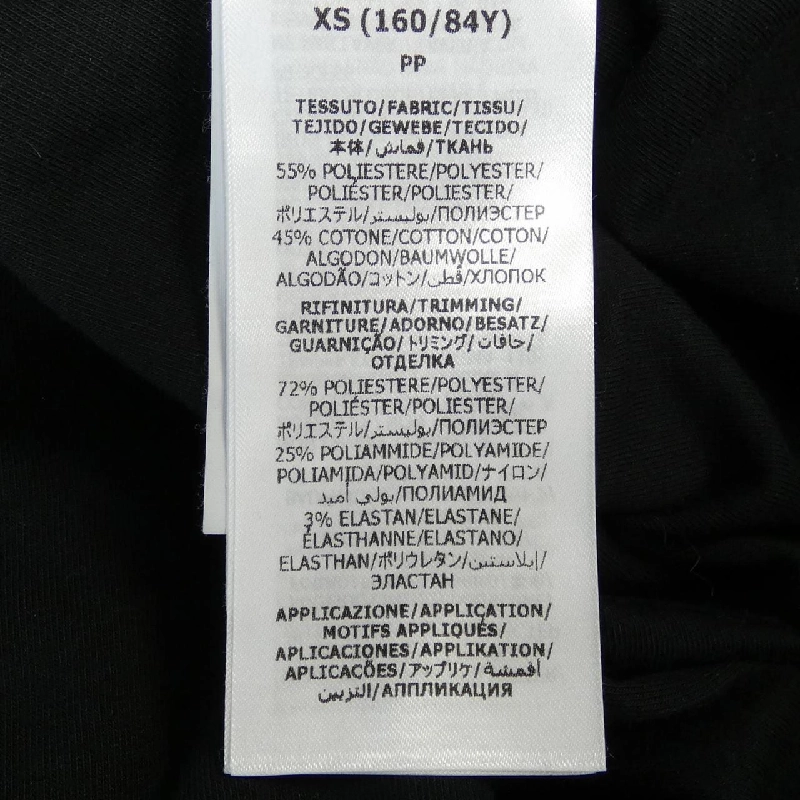 XS (160/84Y)
PP
TESSUTO/FABRIC/TISSU/
TEJIDO/GEWEBE/TECIDO/
本体/قماش/ТКАНЬ
55% POLIESTERE/POLYESTER/
POLIÉSTER/POLIESTER/
ポリエステル/بوليستر/ПОЛИЭСТЕР
45% COTONE/COTTON/COTON/
ALGODON/BAUMWOLLE/
ALGODÃO/コットン/قطن/ХЛОПОК
RIFINITURA/TRIMMING/
GARNITURE/ADORNO/BESATZ/
GUARNIÇÃO/トリミング/حافات/
ОТДЕЛКА
72% POLIESTERE/POLYESTER/
POLIÉSTER/POLIESTER/
ポリエステル/بوليستر/ПОЛИЭСТЕР
25% POLIAMMIDE/POLYAMIDE/
POLIAMIDA/POLYAMID/ナイロン/
بولي أميد/ПОЛИАМИД
3% ELASTAN/ELASTANE/
ÉLASTHANNE/ELASTANO/
ELASTHAN/ポリウレタン/إيلاستين/
ЭЛАСТАН
APPLICAZIONE/APPLICATION/
MOTIFS APPLIQUÉS/
APLICACIONES/APPLIKATION/
APLICACÕES/アップリケ/أقمشة
التزيين/АППЛИКАЦИЯ